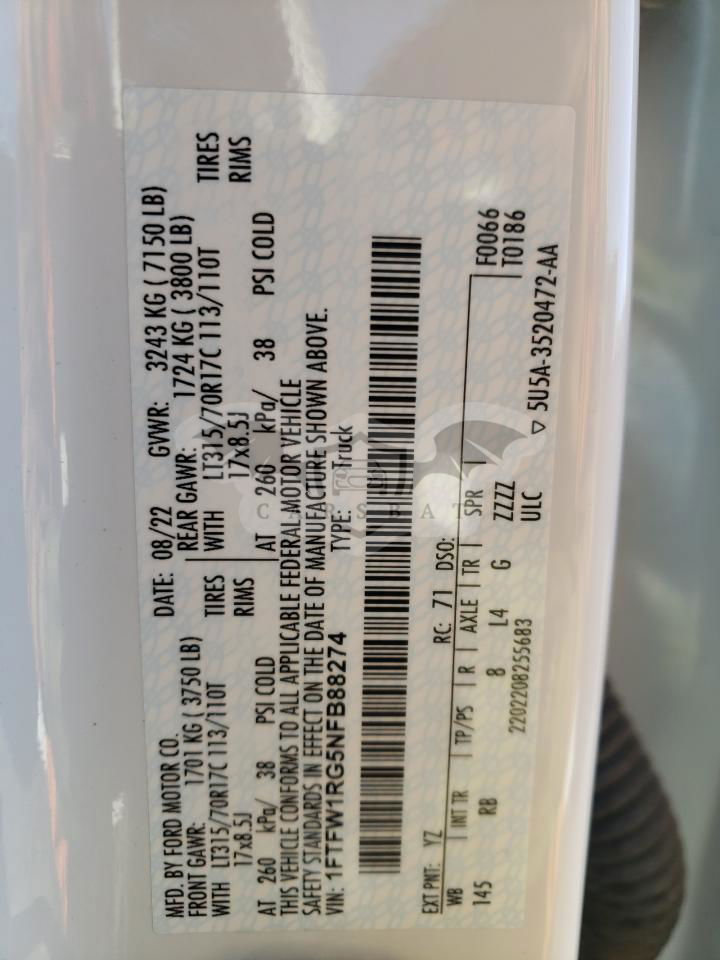 MFD. BY FORD MOTOR CO.
DATE: 08/22 GVWR: 3243 KG ( 7150 LB)
FRONT GAWR: 1701 KG ( 3750 LB)
REAR GAWR: 1724 KG ( 3800 LB)
WITH LT315/70R17C 113/110T TIRES
WITH LT315/70R17C 113/110T TIRES
17x8.5J RIMS
17x8.5J RIMS
AT 260 kPa/ 38 PSI COLD
AT 260 kPa/ 38 PSI COLD
THIS VEHICLE CONFORMS TO ALL APPLICABLE FEDERAL MOTOR VEHICLE
SAFETY STANDARDS IN EFFECT ON THE DATE OF MANUFACTURE SHOWN ABOVE.
VIN: 1FTFW1RG5NFB88274 TYPE: Truck
CARSBAT
EXT PNT: YZ RC: 71 DSO: F0066
WB INT TR TP/PS R AXLE TR SPR T0186
145 RB 8 L4 G ZZZZ
ULC
2202208255683
▽ 5U5A-3520472-AA